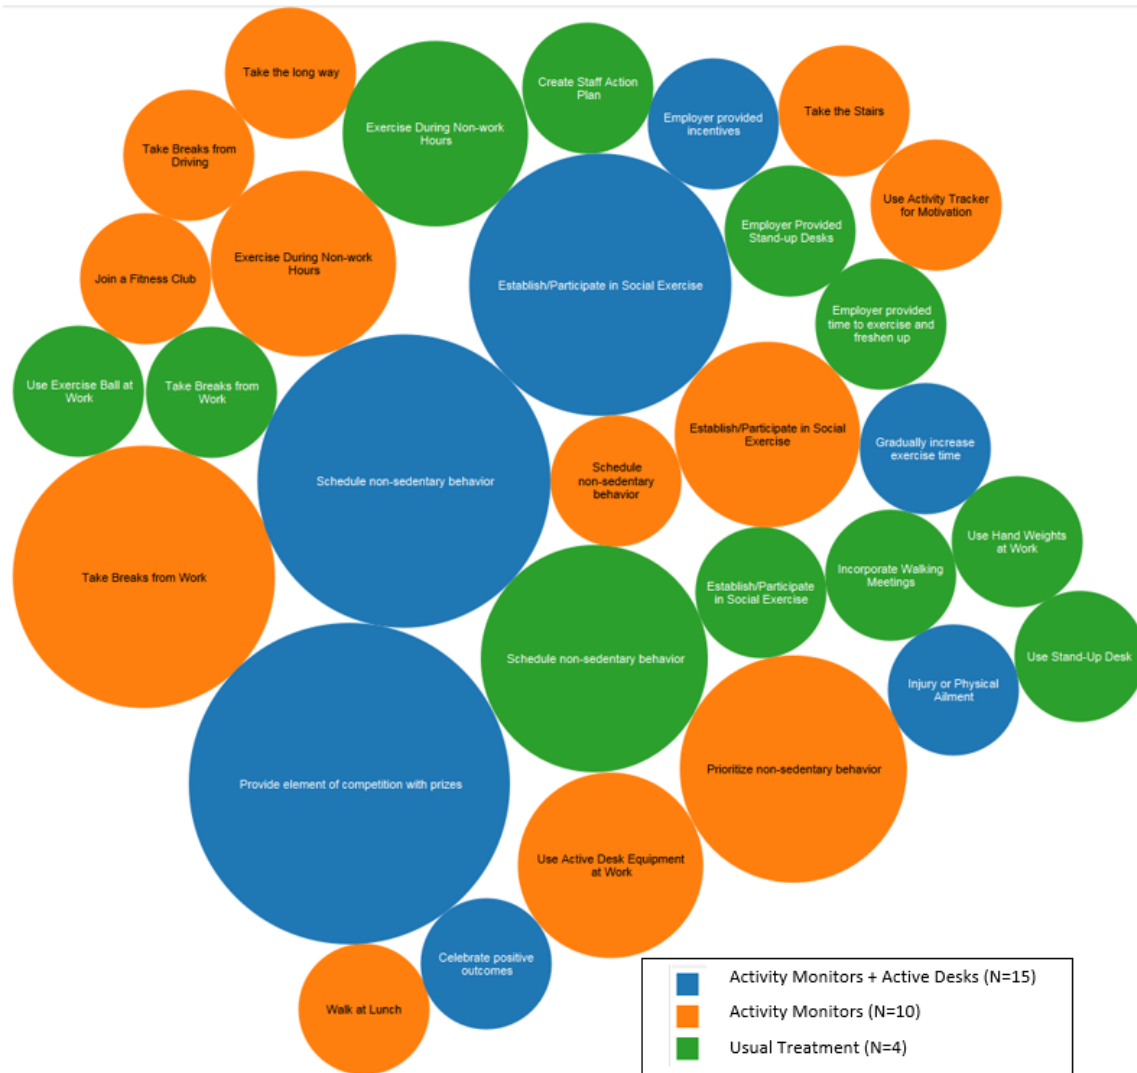 Take the long way
Create Staff Action
Plan
Employer provided
incentives
Take the Stairs
Exercise During Non-work
Hours
Take Breaks from
Driving
Use Activity Tracker
for Motivation
Employer Provided
Stand-up Desks
Exercise During Non-work
Hours
Join a Fitness Club
Establish/Participate in Social Exercise
Employer provided
time to exercise and
freshen up
Use Exercise Ball at
Work
Take Breaks from
Work
Establish/Participate in Social
Exercise
Gradually increase
exercise time
Schedule non-sedentary behavior
Schedule
non-sedentary
behavior
Use Hand Weights
at Work
Take Breaks from Work
Establish/Participate
in Social Exercise
Incorporate Walking
Meetings
Schedule non-sedentary behavior
Use Stand-Up Desk
Injury or Physical
Ailment
Provide element of competition with prizes
Prioritize non-sedentary behavior
Use Active Desk Equipment
at Work
Celebrate positive
outcomes
Walk at Lunch
Activity Monitors + Active Desks (N=15)
Activity Monitors (N=10)
Usual Treatment (N=4)